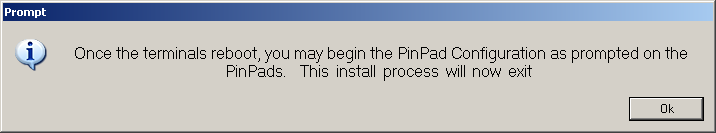 Prompt
Once the terminals reboot, you may begin the PinPad Configuration as prompted on the
PinPads. This install process will now exit
Ok